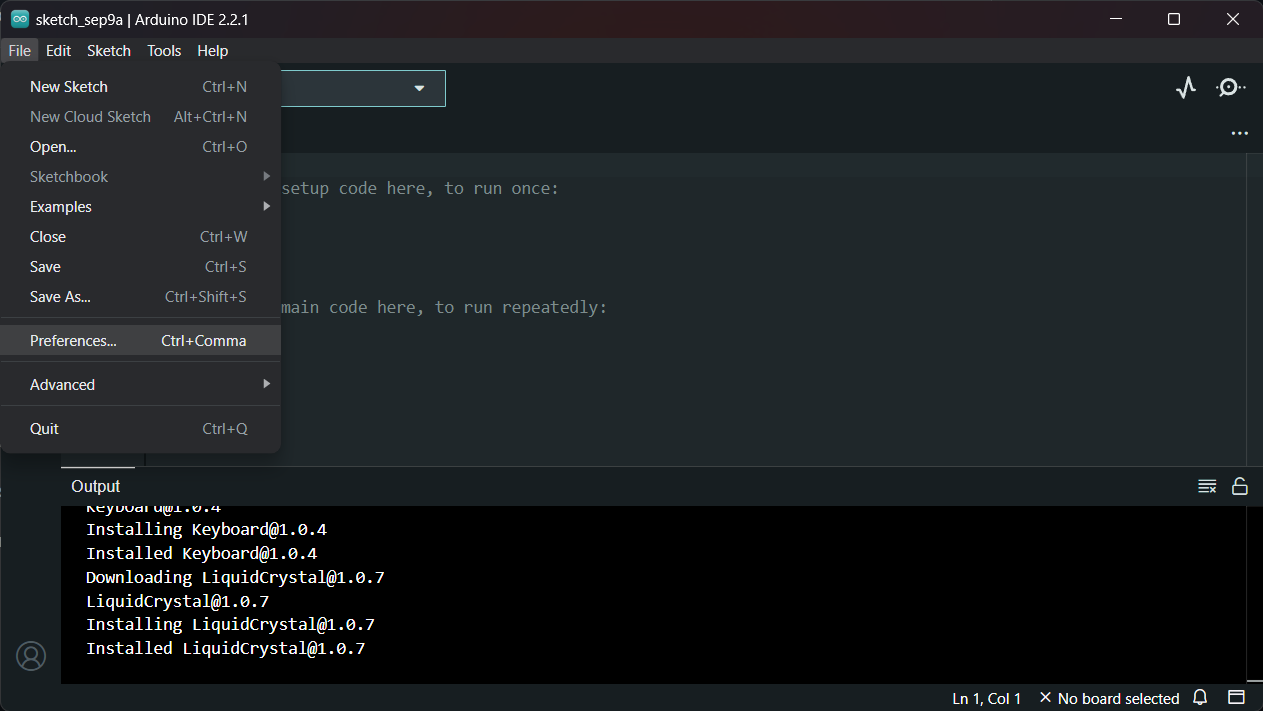 sketch_sep9a | Arduino IDE 2.2.1
File Edit Sketch Tools Help
New Sketch Ctrl+N
New Cloud Sketch Alt+Ctrl+N
Open... Ctrl+O
Sketchbook
Examples
Close Ctrl+W
Save Ctrl+S
Save As... Ctrl+Shift+S
Preferences... Ctrl+Comma
Advanced
Quit Ctrl+Q
setup code here, to run once:
main code here, to run repeatedly:
Output
Keyboard@1.0.4
Installing Keyboard@1.0.4
Installed Keyboard@1.0.4
Downloading LiquidCrystal@1.0.7
LiquidCrystal@1.0.7
Installing LiquidCrystal@1.0.7
Installed LiquidCrystal@1.0.7
Ln 1, Col 1 No board selected